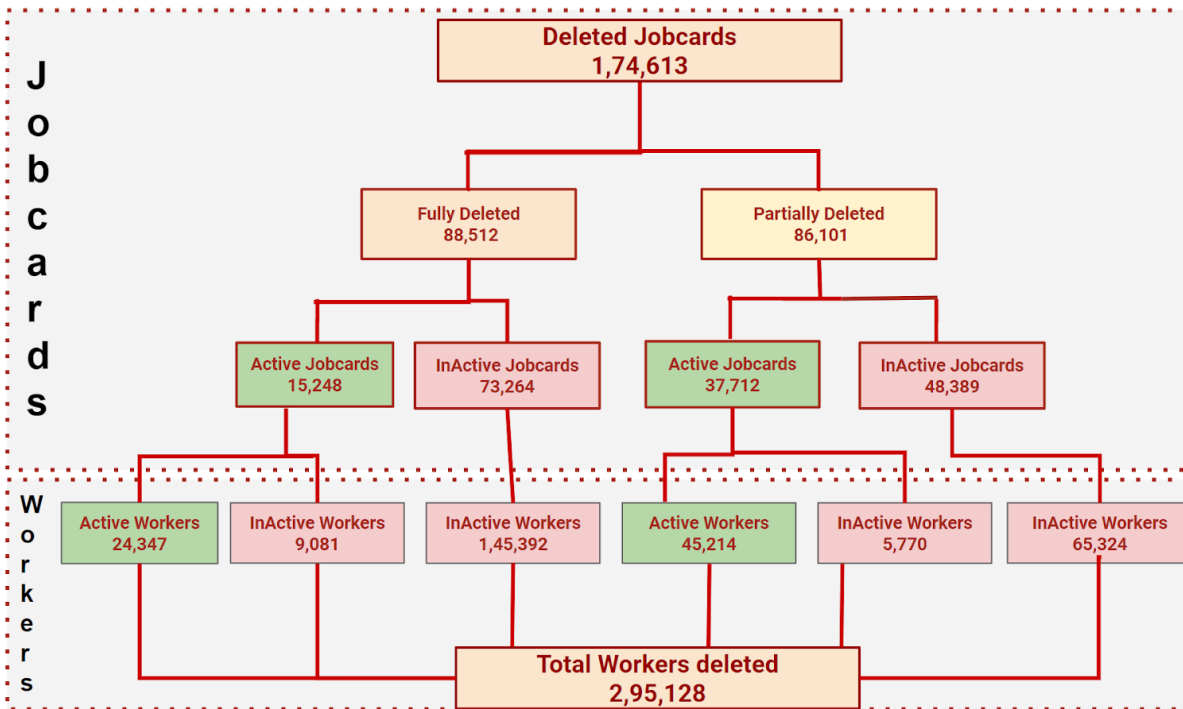 Jobcards
Deleted Jobcards
1,74,613
Fully Deleted
88,512
Partially Deleted
86,101
Active Jobcards
15,248
InActive Jobcards
73,264
Active Jobcards
37,712
InActive Jobcards
48,389
Workers
Active Workers
24,347
InActive Workers
9,081
InActive Workers
1,45,392
Active Workers
45,214
InActive Workers
5,770
InActive Workers
65,324
Total Workers deleted
2,95,128